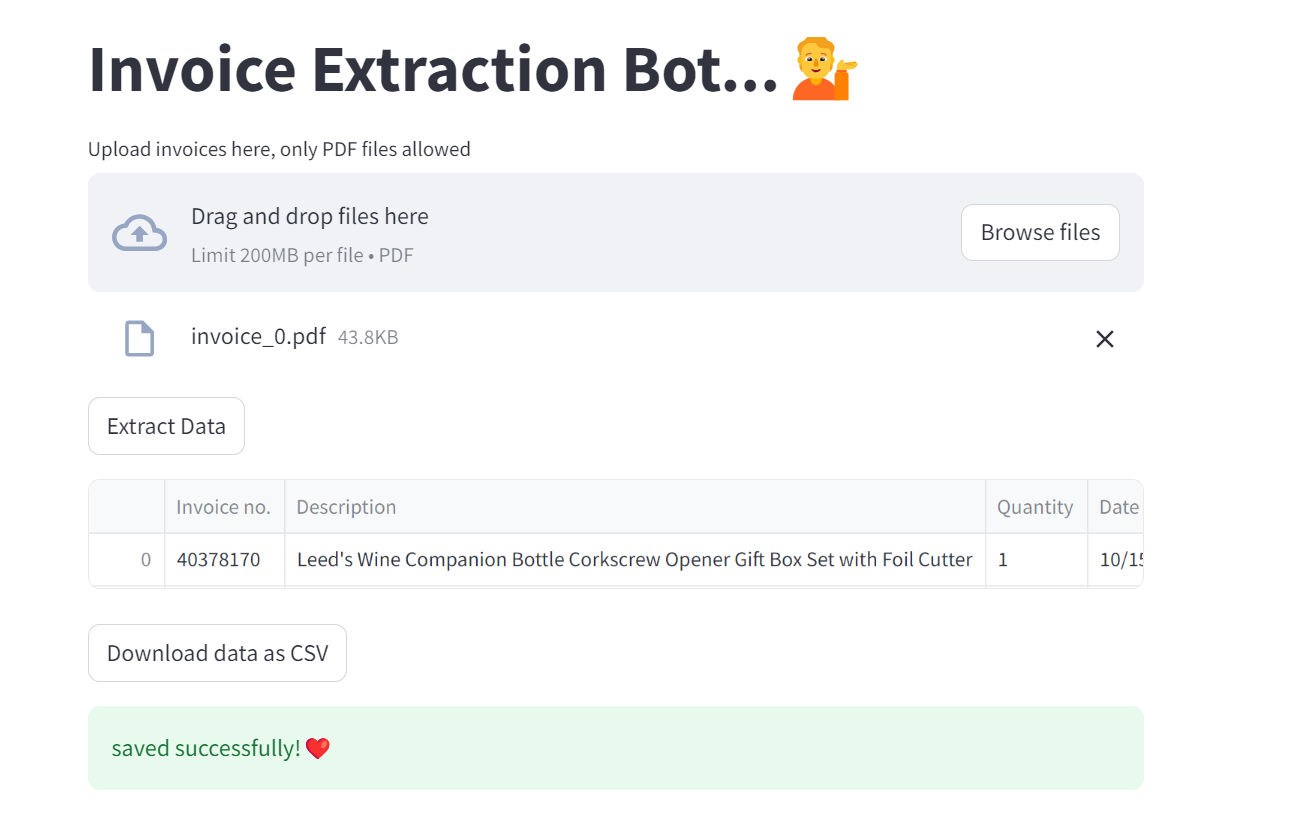 Invoice Extraction Bot... 💁
Upload invoices here, only PDF files allowed
Drag and drop files here
Limit 200MB per file • PDF
Browse files
invoice_0.pdf 43.8KB
Extract Data
Invoice no. Description Quantity Date
0 40378170 Leed's Wine Companion Bottle Corkscrew Opener Gift Box Set with Foil Cutter 1 10/15
Download data as CSV
saved successfully! ❤️